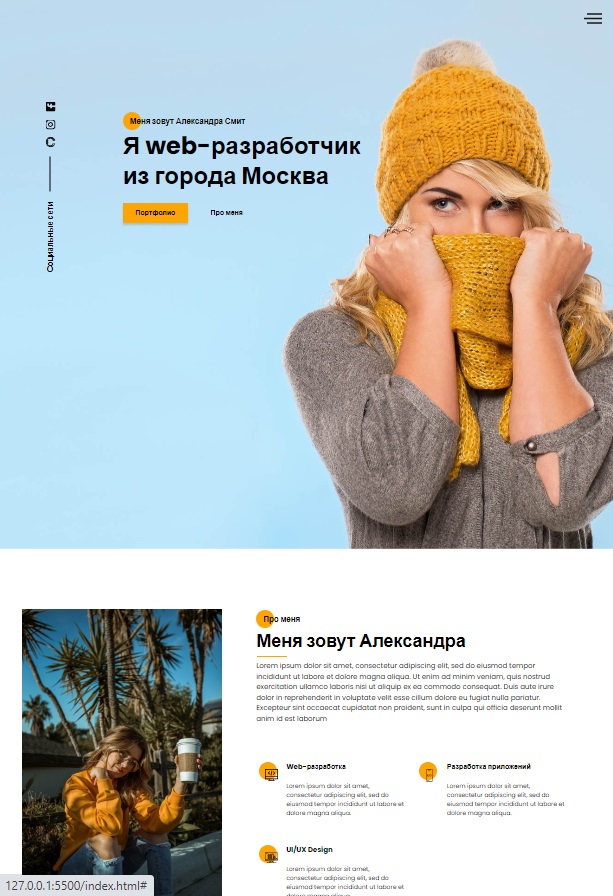 Социальные сети
Меня зовут Александра Смит
Я web-разработчик
из города Москва
Портфолио
Про меня
Про меня
Меня зовут Александра
Lorem ipsum dolor sit amet, consectetur adipiscing elit, sed do eiusmod tempor
incididunt ut labore et dolore magna aliqua. Ut enim ad minim veniam, quis nostrud
exercitation ullamco laboris nisi ut aliquip ex ea commodo consequat. Duis aute irure
dolor in reprehenderit in voluptate velit esse cillum dolore eu fugiat nulla pariatur.
Excepteur sint occaecat cupidatat non proident, sunt in culpa qui officia deserunt mollit
anim id est laborum
Web-разработка
Lorem ipsum dolor sit amet,
consectetur adipiscing elit, sed do
eiusmod tempor incididunt ut labore et
dolore magna aliqua.
Разработка приложений
Lorem ipsum dolor sit amet,
consectetur adipiscing elit, sed do
eiusmod tempor incididunt ut labore et
dolore magna aliqua.
UI/UX Design
Lorem ipsum dolor sit amet,
consectetur adipiscing elit, sed do
eiusmod tempor incididunt ut labore et
127.0.0.1:5500/index.html#